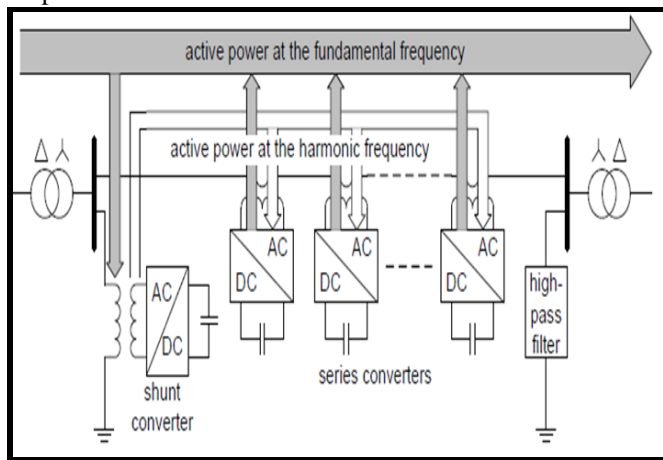 active power at the fundamental frequency
active power at the harmonic frequency
AC
DC
AC
DC
AC
DC
AC
DC
high-
pass
filter
series converters
shunt
converter